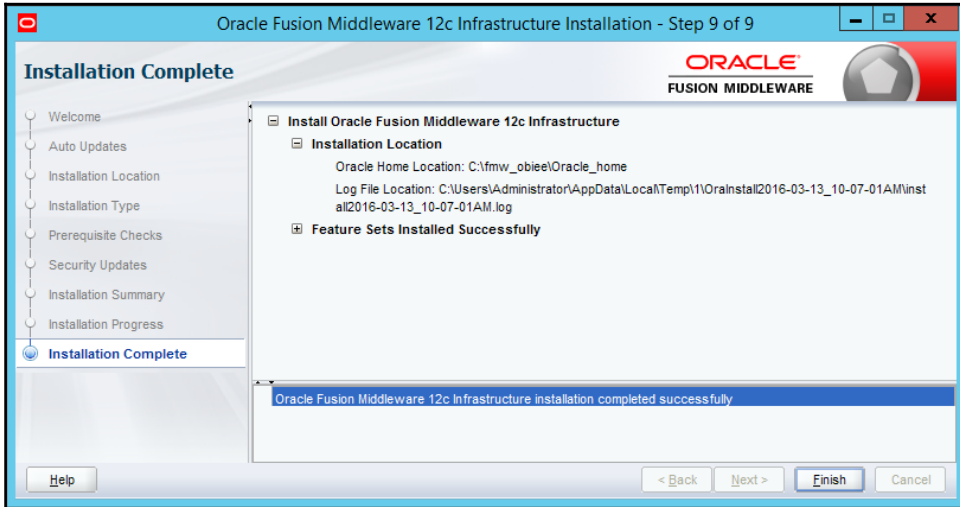 Oracle Fusion Middleware 12c Infrastructure Installation - Step 9 of 9
Installation Complete
ORACLE
FUSION MIDDLEWARE
Welcome
Auto Updates
Installation Location
Installation Type
Prerequisite Checks
Security Updates
Installation Summary
Installation Progress
Installation Complete
Install Oracle Fusion Middleware 12c Infrastructure
Installation Location
Oracle Home Location: C:\fmw_obiee\Oracle_home
Log File Location: C:\Users\Administrator\AppData\Local\Temp\1\OraInstall2016-03-13_10-07-01AM\inst
all2016-03-13_10-07-01AM.log
Feature Sets Installed Successfully
Oracle Fusion Middleware 12c Infrastructure installation completed successfully
Help
< Back
Next >
Finish
Cancel